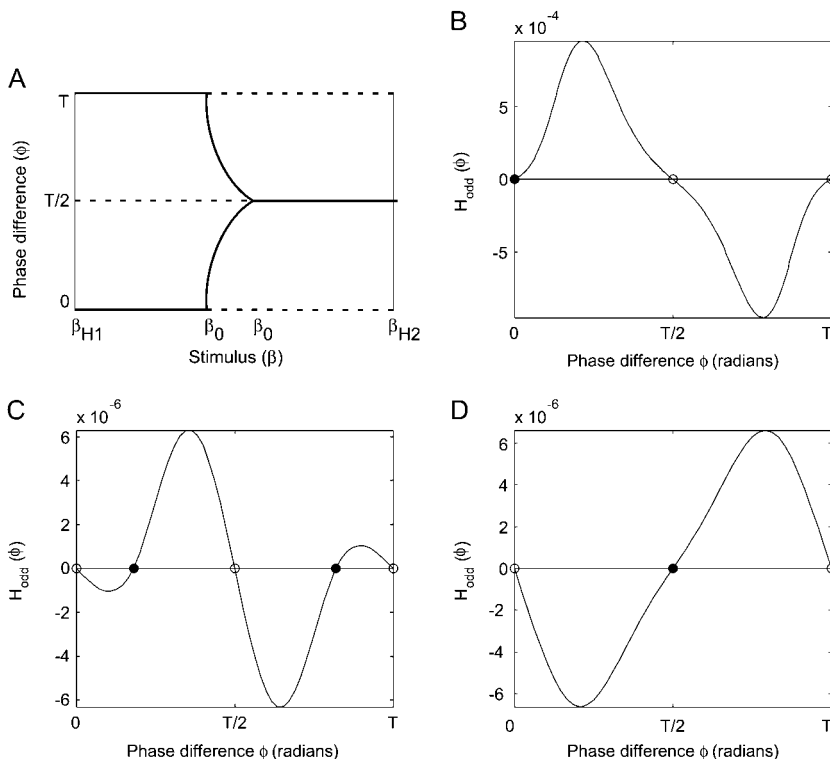 A
T
T/2
0
Phase difference (ϕ)
β_H1
β_0
β_0
β_H2
Stimulus (β)
B
x 10^-4
5
0
-5
H_odd (ϕ)
0
T/2
T
Phase difference ϕ (radians)
C
x 10^-6
6
4
2
0
-2
-4
-6
H_odd (ϕ)
0
T/2
T
Phase difference ϕ (radians)
D
x 10^-6
6
4
2
0
-2
-4
-6
H_odd (ϕ)
0
T/2
T
Phase difference ϕ (radians)